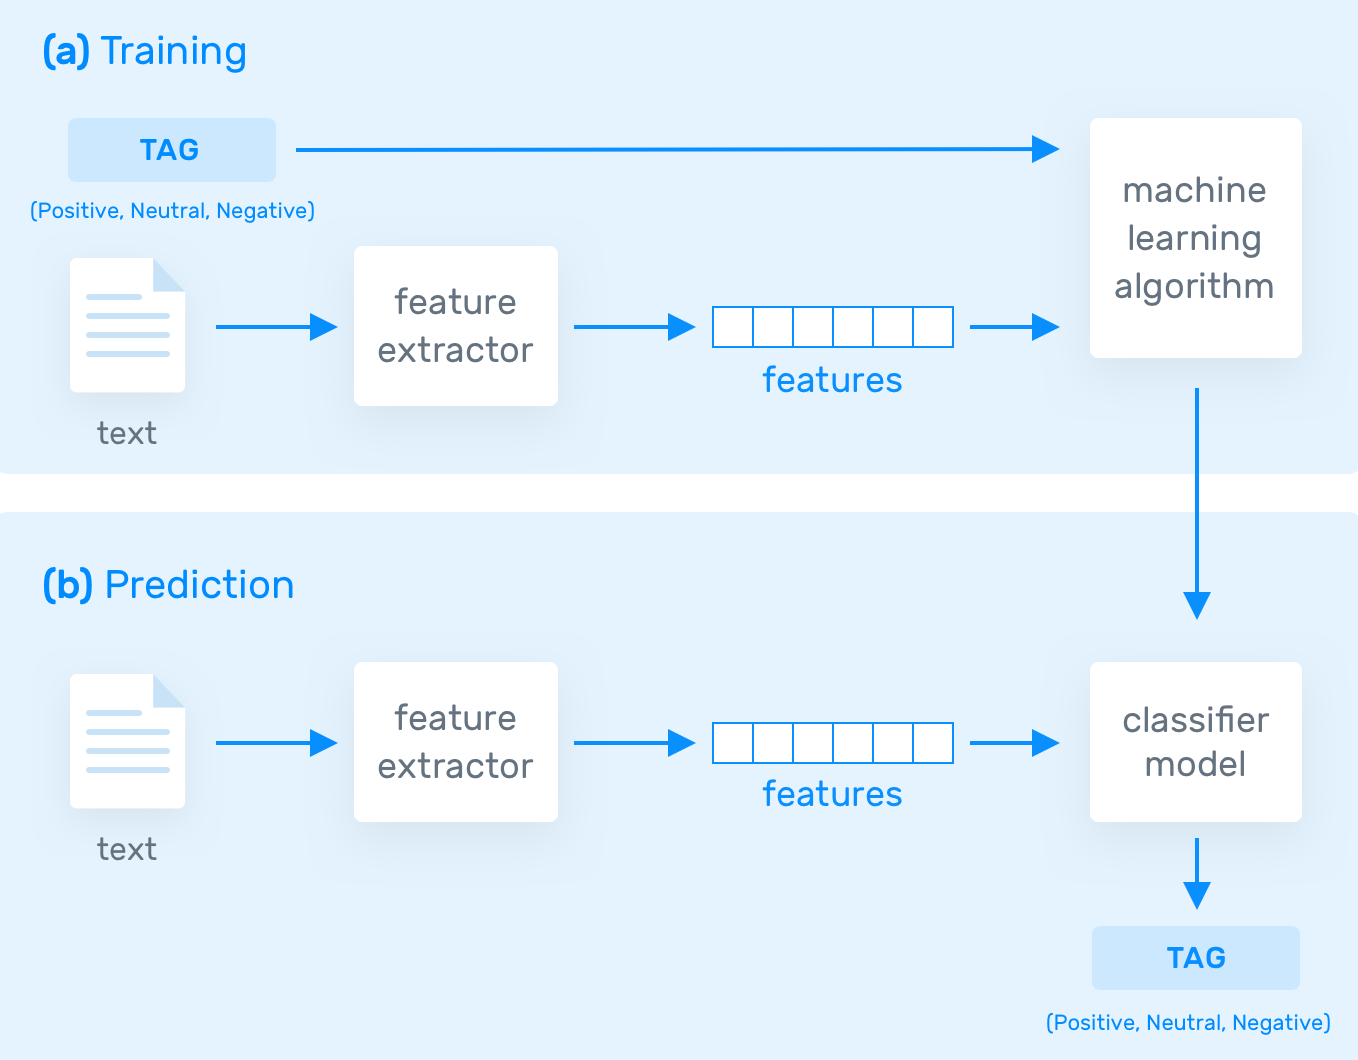 (a) Training
TAG
(Positive, Neutral, Negative)
machine
learning
algorithm
feature
extractor
features
text
(b) Prediction
feature
extractor
features
classifier
model
text
TAG
(Positive, Neutral, Negative)